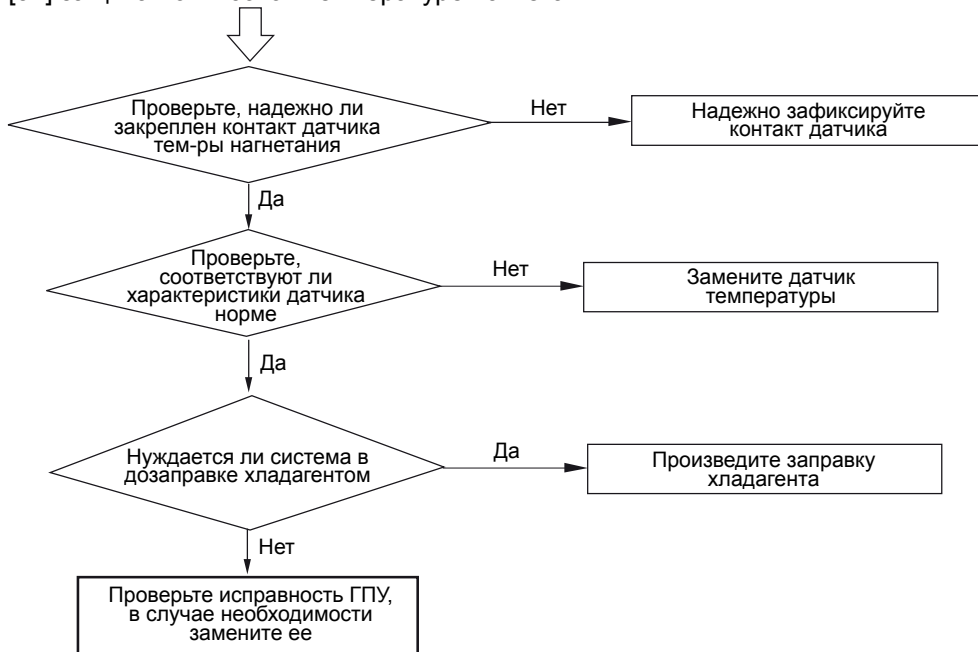 Проверьте, надежно ли
закреплен контакт датчика
тем-ры нагнетания
Нет
Надежно зафиксируйте
контакт датчика
Да
Проверьте,
соответствуют ли
характеристики датчика
норме
Нет
Замените датчик
температуры
Да
Нуждается ли система в
дозаправке хладагентом
Да
Произведите заправку
хладагента
Нет
Проверьте исправность ГПУ,
в случае необходимости
замените ее